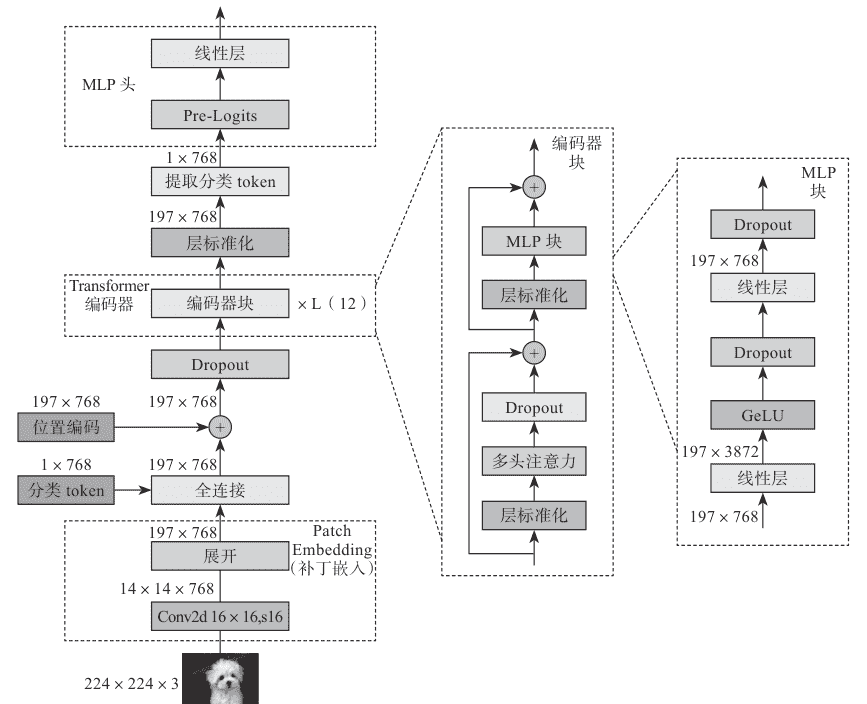 线性层
MLP 头
Pre-Logits
1×768
提取分类 token
197×768
层标准化
Transformer
编码器
编码器块
×L（12）
Dropout
197×768
197×768
位置编码
+
1×768
197×768
分类 token
全连接
197×768
Patch
Embedding
（补丁嵌入）
展开
14×14×768
Conv2d 16×16,s16
224×224×3
编码器
块
+
MLP 块
层标准化
+
Dropout
多头注意力
层标准化
MLP
块
Dropout
197×768
线性层
Dropout
GeLU
197×3872
线性层
197×768